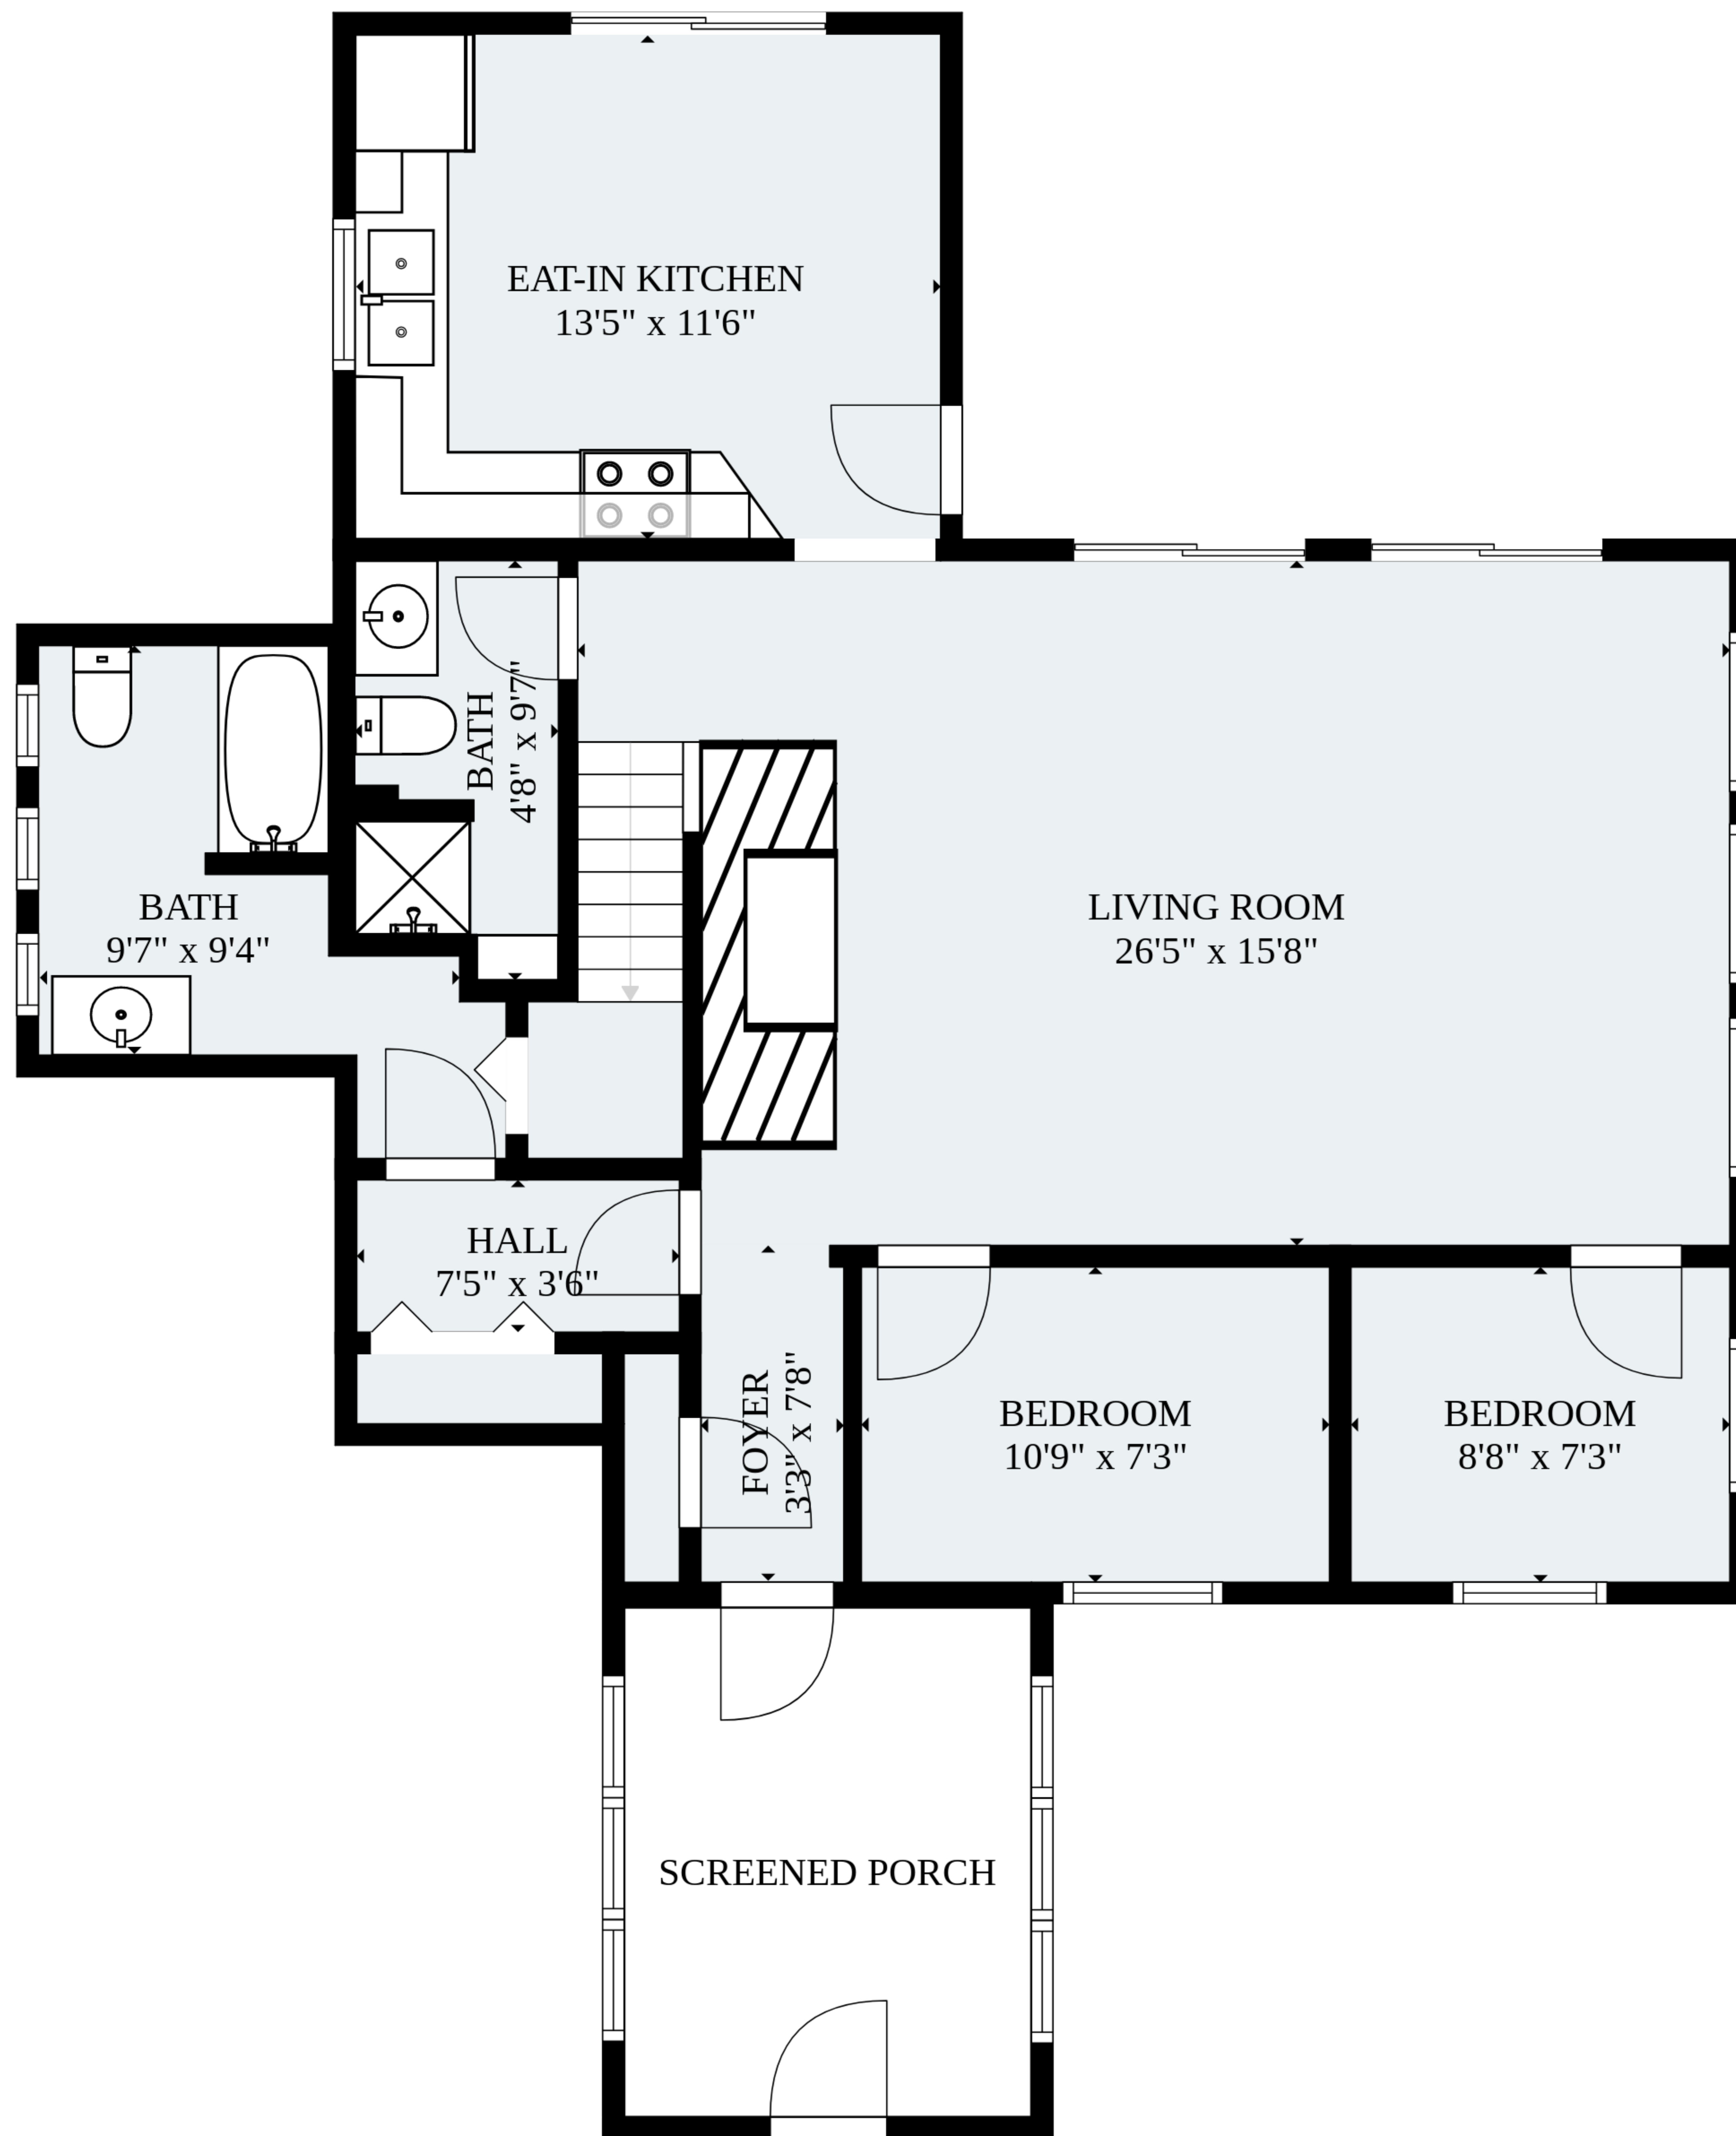 EAT-IN KITCHEN
13'5" x 11'6"
BATH
4'8" x 9'7"
BATH
9'7" x 9'4"
LIVING ROOM
26'5" x 15'8"
HALL
7'5" x 3'6"
FOYER
3'3" x 7'8"
BEDROOM
10'9" x 7'3"
BEDROOM
8'8" x 7'3"
SCREENED PORCH